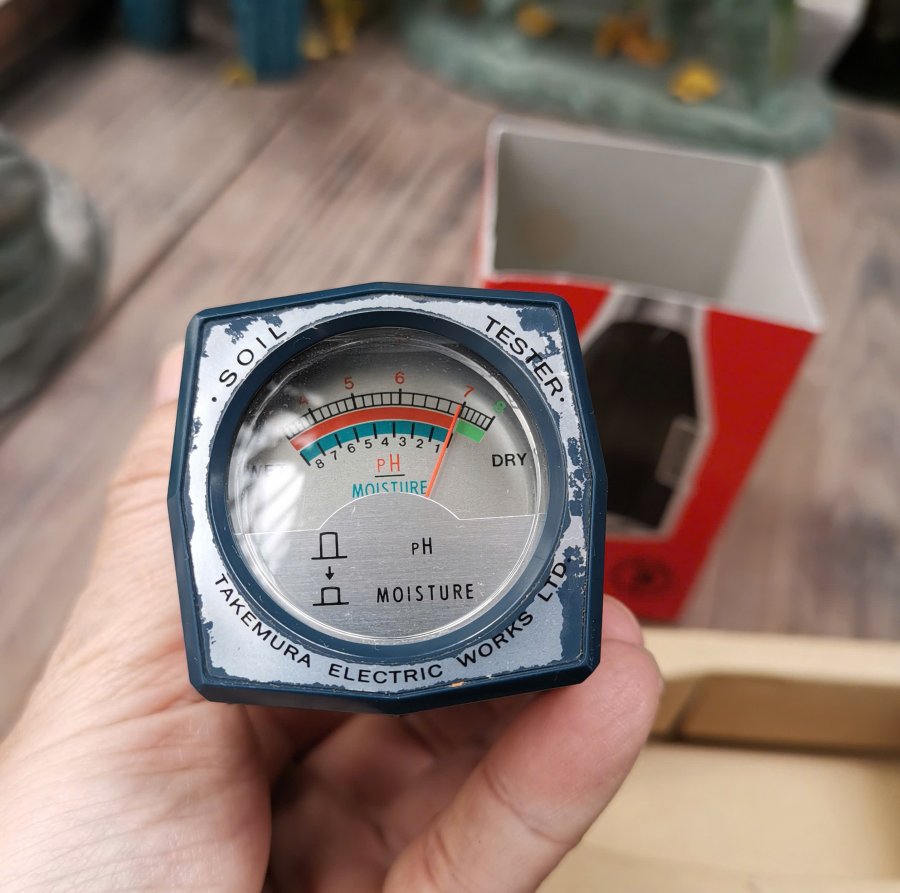 · SOIL TESTER ·
4 5 6 7 8
8 7 6 5 4 3 2 1
WET DRY
pH
MOISTURE
pH
MOISTURE
TAKEMURA ELECTRIC WORKS LTD.